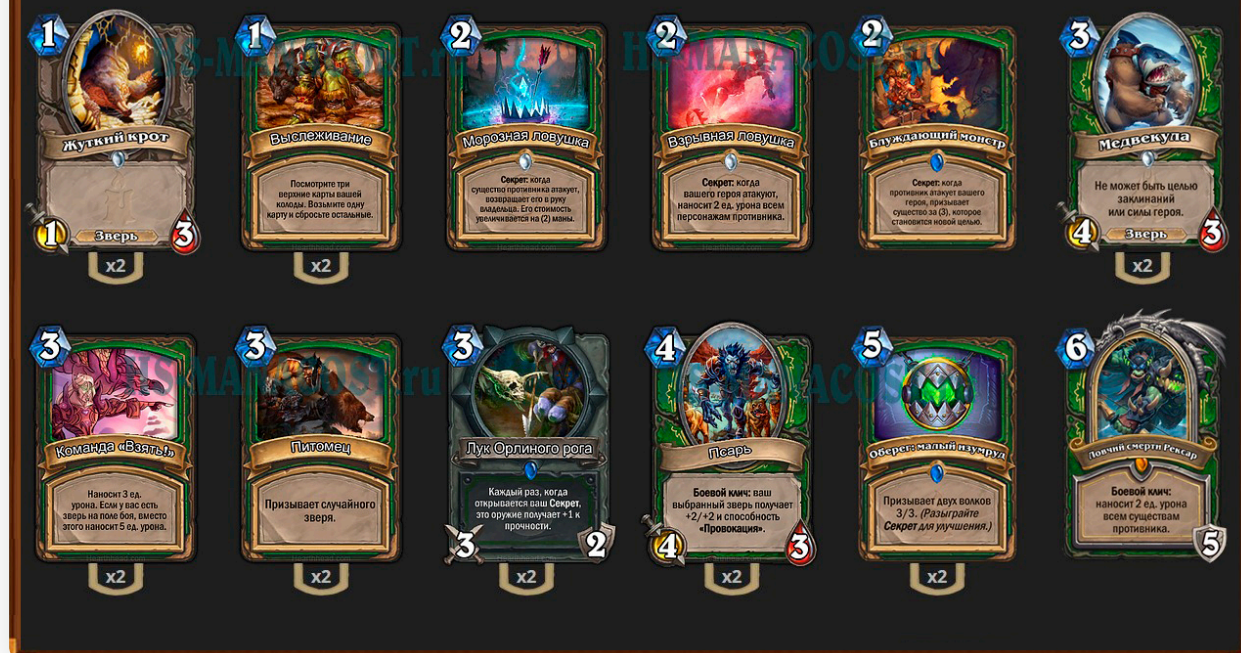 1
Жуткий крот
1
Зверь
3
x2
1
Выслеживание
Посмотрите три
верхние карты вашей
колоды. Возьмите одну
карту и сбросьте остальные.
x2
2
Морозная ловушка
Секрет: когда
существо противника атакует,
возвращает его в руку
владельца. Его стоимость
увеличивается на (2) маны.
2
Взрывная ловушка
Секрет: когда
вашего героя атакуют,
наносит 2 ед. урона всем
персонажам противника.
2
Блуждающий монстр
Секрет: когда
противник атакует вашего
героя, призывает
существо за (3), которое
становится новой целью.
3
Медвекула
Не может быть целью
заклинаний
или силы героя.
4
Зверь
3
x2
HS-MANACOST.ru
HS-MANACOST.ru
3
Команда «Взять!»
Наносит 3 ед.
урона. Если у вас есть
зверь на поле боя, вместо
этого наносит 5 ед. урона.
x2
3
Питомец
Призывает случайного
зверя.
x2
3
Лук Орлиного рога
Каждый раз, когда
открывается ваш Секрет,
это оружие получает +1 к
прочности.
3
2
x2
4
Псарь
Боевой клич: ваш
выбранный зверь получает
+2/+2 и способность
«Провокация».
4
3
x2
5
Оберег: малый изумруд
Призывает двух волков
3/3. (Разыграйте
Секрет для улучшения.)
x2
6
Ловчий смерти Рексар
Боевой клич:
наносит 2 ед. урона
всем существам
противника.
5
HS-MANACOST.ru